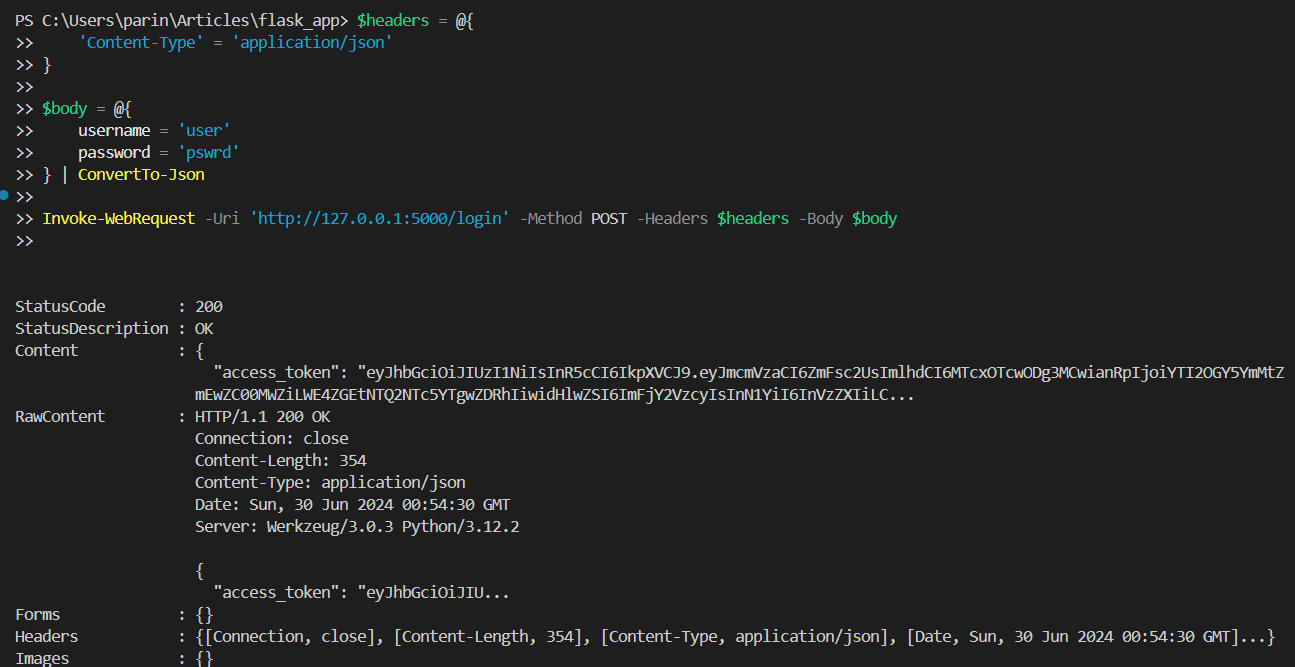 PS C:\Users\parin\Articles\flask_app> $headers = @{
>>     'Content-Type' = 'application/json'
>> }
>>
>> $body = @{
>>     username = 'user'
>>     password = 'pswrd'
>> } | ConvertTo-Json
>>
>> Invoke-WebRequest -Uri 'http://127.0.0.1:5000/login' -Method POST -Headers $headers -Body $body
>>
StatusCode        : 200
StatusDescription : OK
Content           : {
                      "access_token": "eyJhbGciOiJIUzI1NiIsInR5cCI6IkpXVCJ9.eyJmcmVzaCI6ZmFsc2UsImlhdCI6MTcxOTcwODg3MCwianRpIjoiYTI2OGY5YmMtZ
                    mEwZC00MWZiLWE4ZGEtNTQ2NTc5YTgwZDRhIiwidHlwZSI6ImFjY2VzcyIsInN1YiI6InVzZXIiLC...
RawContent        : HTTP/1.1 200 OK
                    Connection: close
                    Content-Length: 354
                    Content-Type: application/json
                    Date: Sun, 30 Jun 2024 00:54:30 GMT
                    Server: Werkzeug/3.0.3 Python/3.12.2
                    {
                      "access_token": "eyJhbGciOiJIU...
Forms             : {}
Headers           : {[Connection, close], [Content-Length, 354], [Content-Type, application/json], [Date, Sun, 30 Jun 2024 00:54:30 GMT]...}
Images            : {}